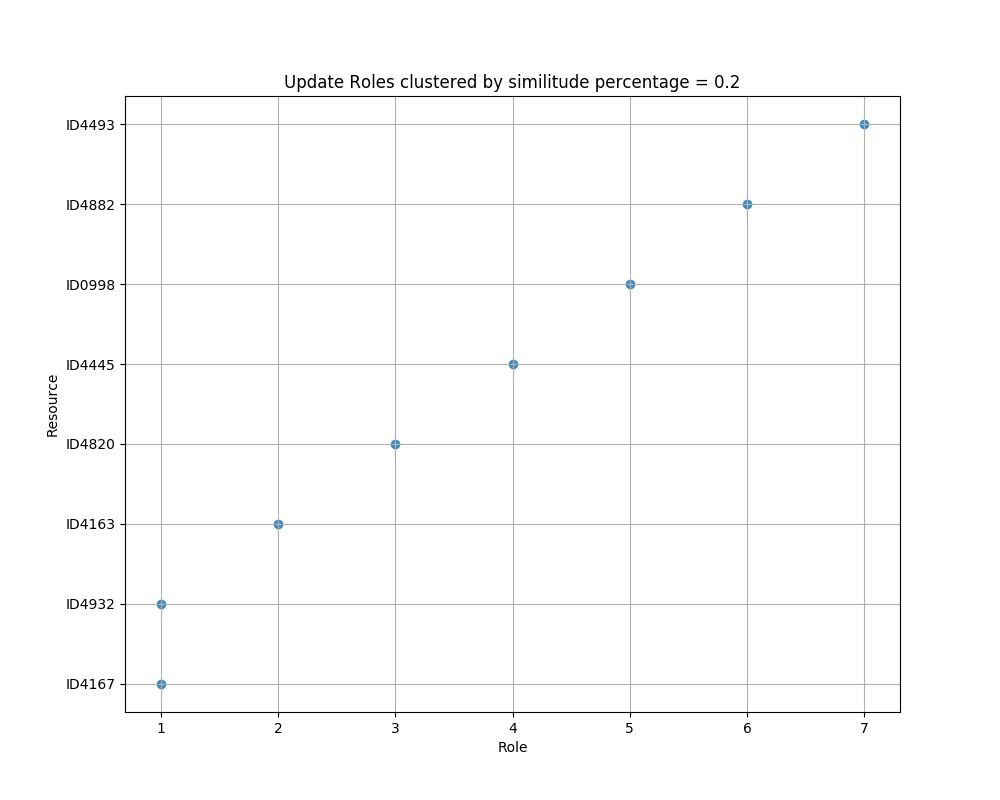 Update Roles clustered by similitude percentage = 0.2
ID4493
ID4882
ID0998
ID4445
ID4820
ID4163
ID4932
ID4167
Resource
1 2 3 4 5 6 7
Role